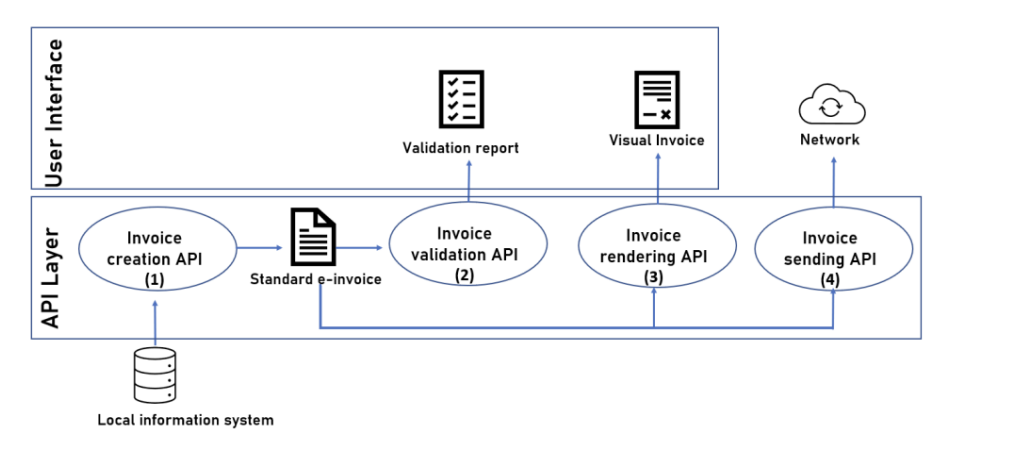 User Interface
Validation report
Visual Invoice
Network
API Layer
Invoice
creation API
(1)
Standard e-invoice
Invoice
validation API
(2)
Invoice
rendering API
(3)
Invoice
sending API
(4)
Local information system